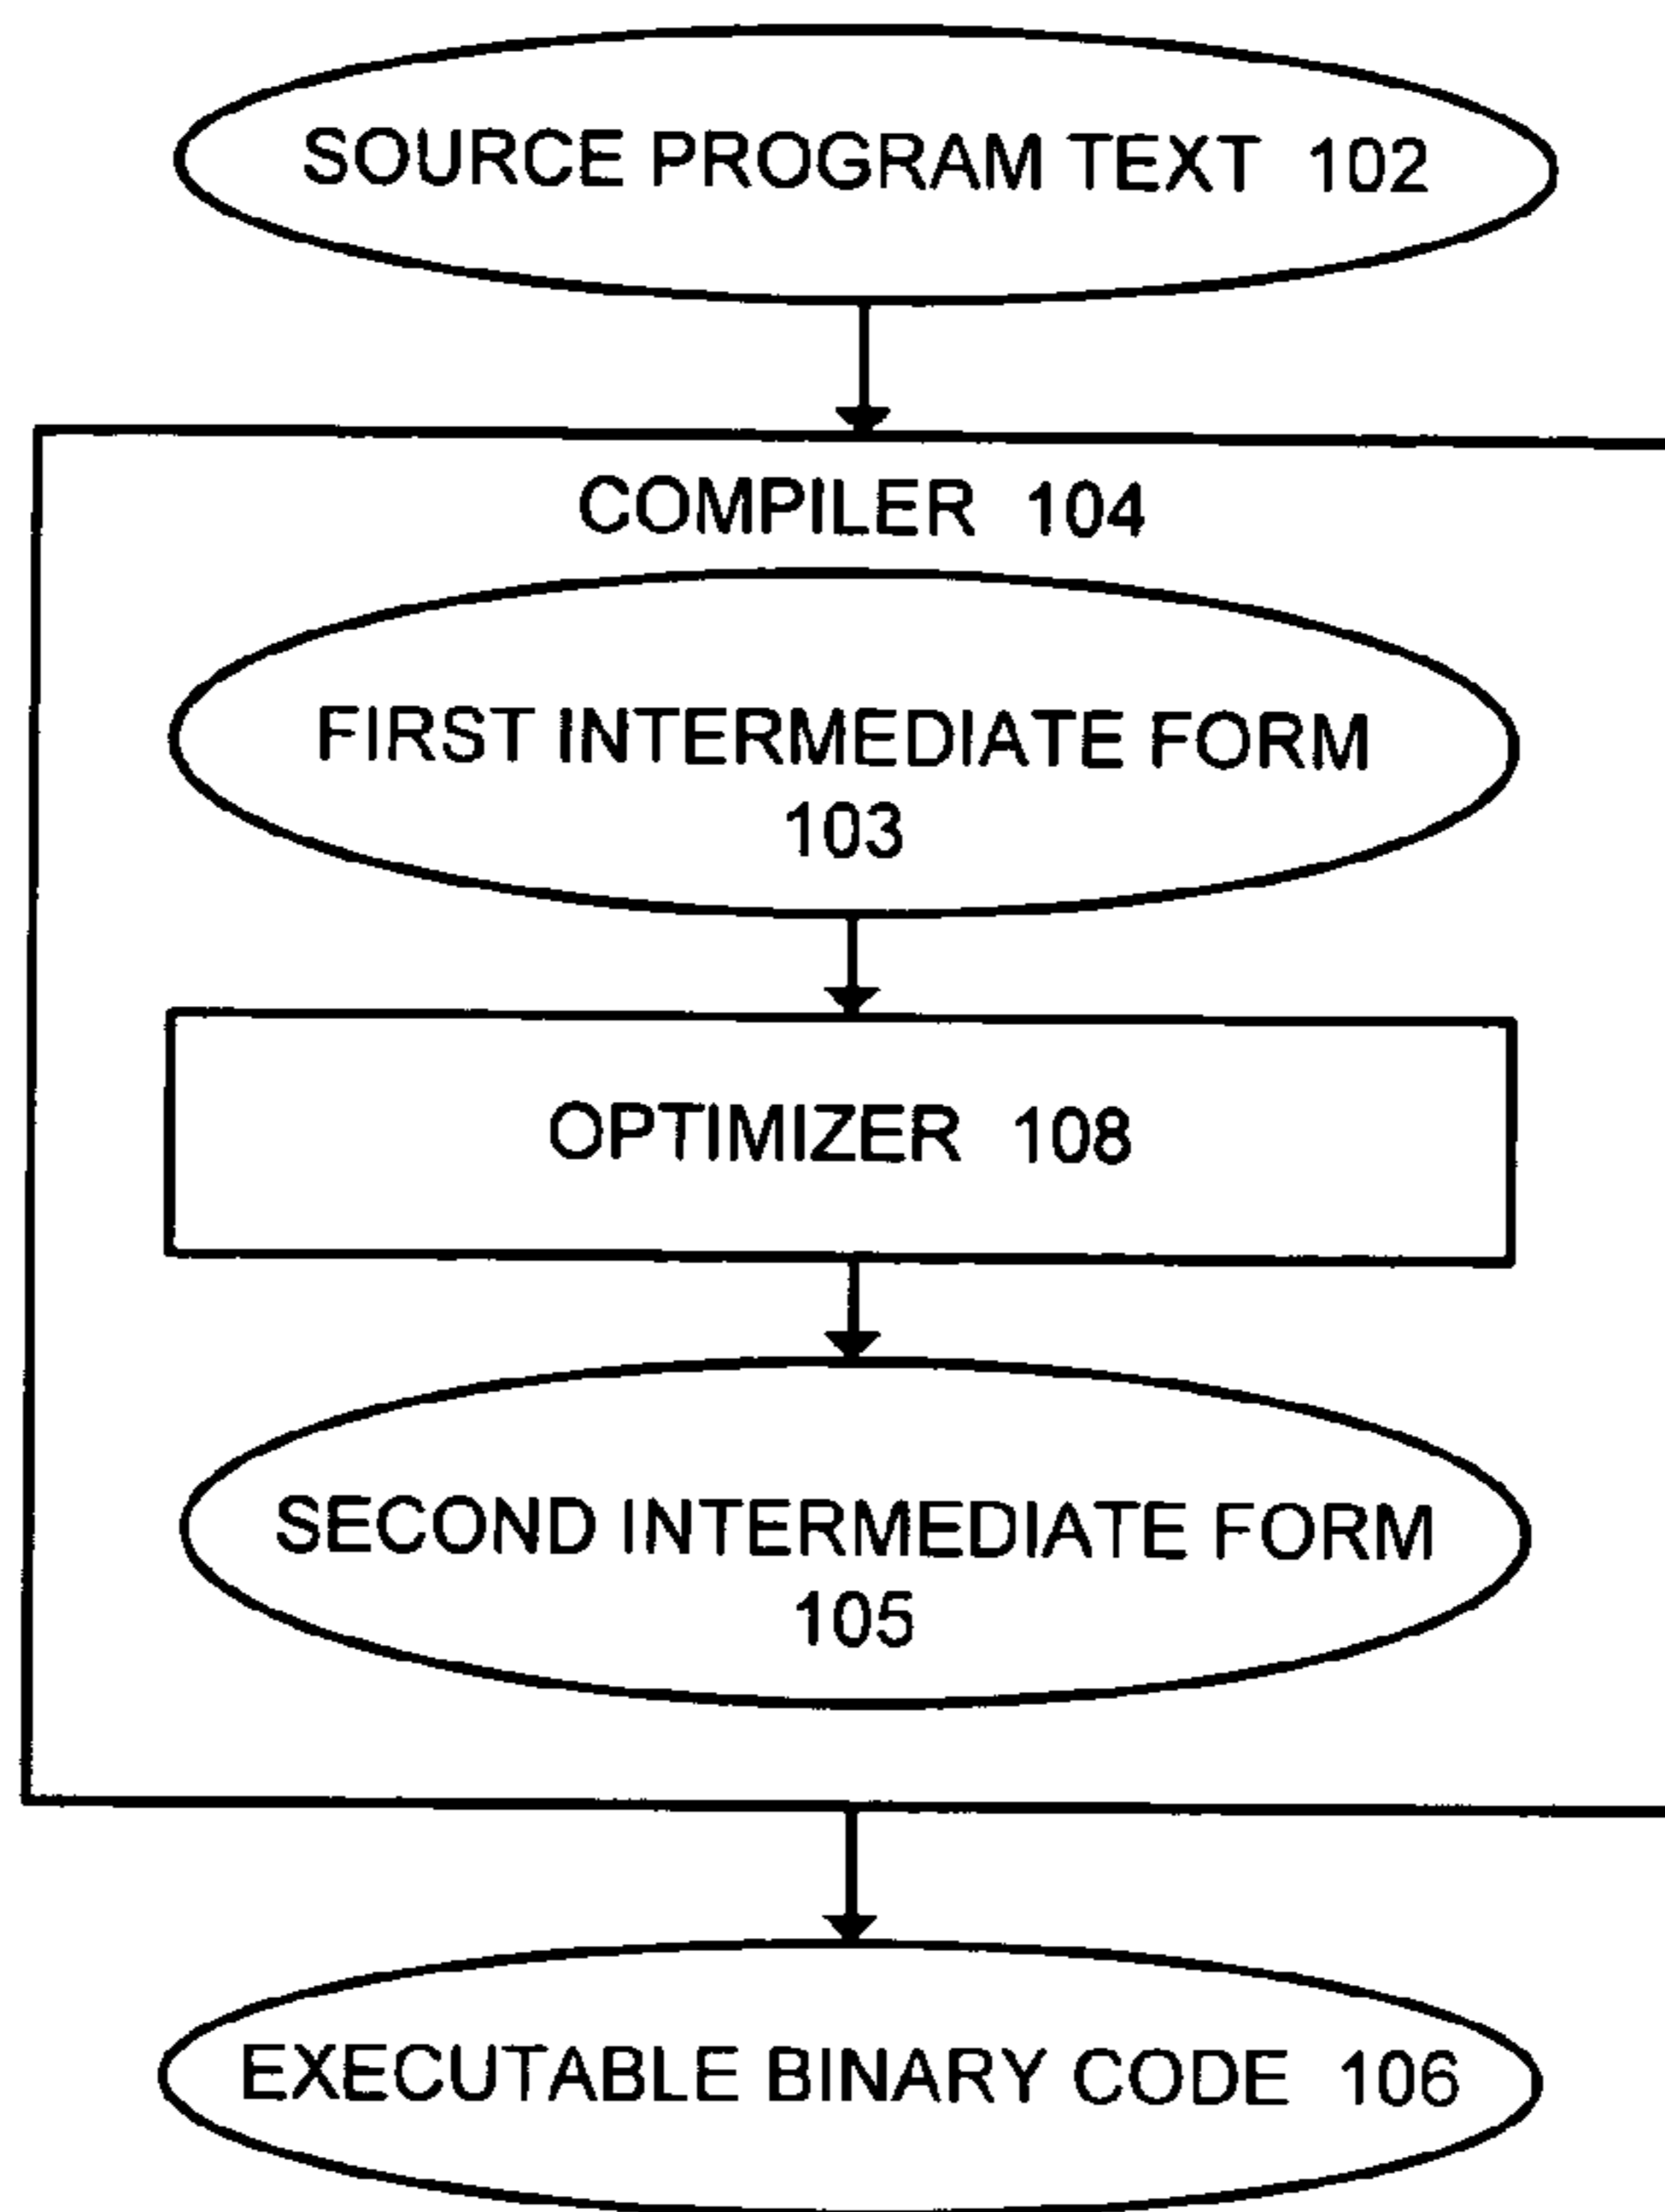 SOURCE PROGRAM TEXT 102
COMPILER 104
FIRST INTERMEDIATE FORM
103
OPTIMIZER 108
SECOND INTERMEDIATE FORM
105
EXECUTABLE BINARY CODE 106